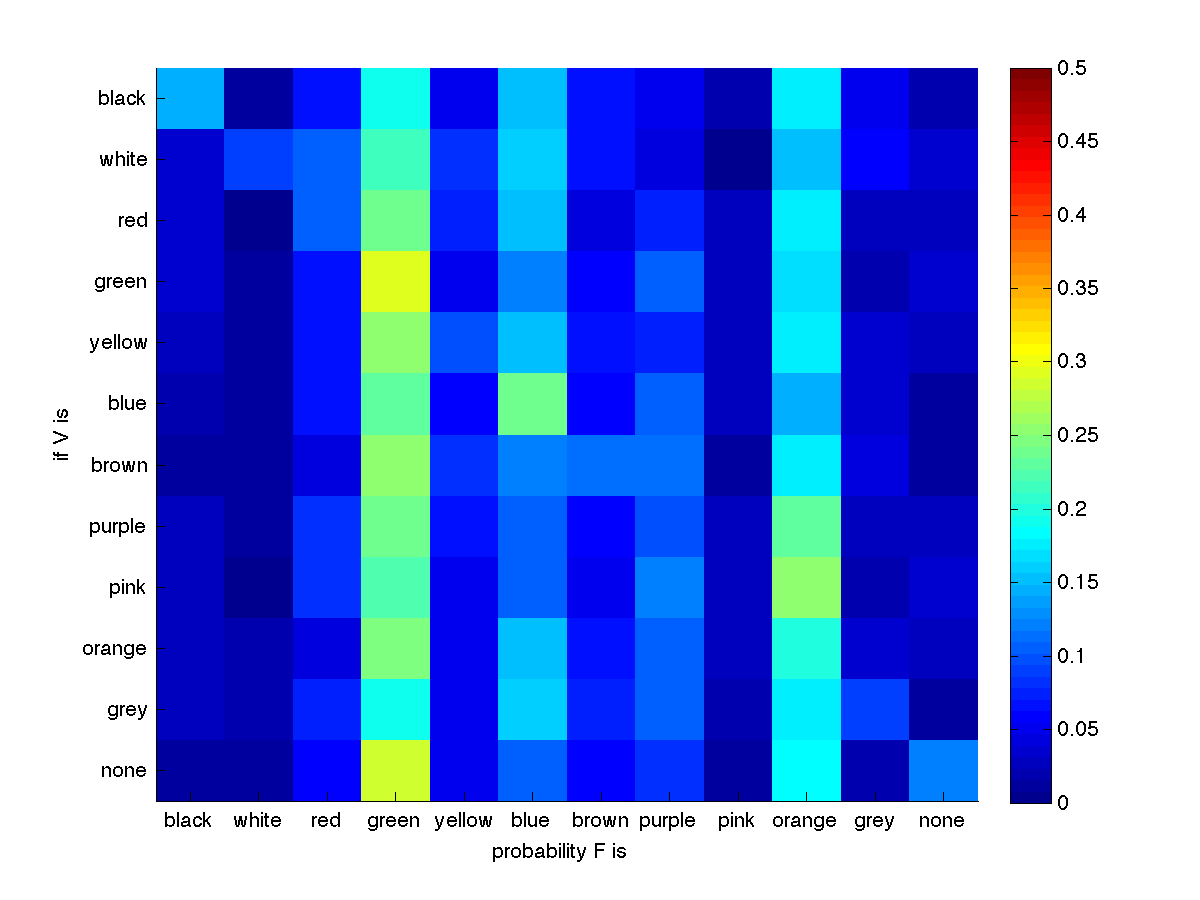 black
white
red
green
yellow
blue
brown
purple
pink
orange
grey
none
if V is
black white red green yellow blue brown purple pink orange grey none
probability F is
0.5
0.45
0.4
0.35
0.3
0.25
0.2
0.15
0.1
0.05
0